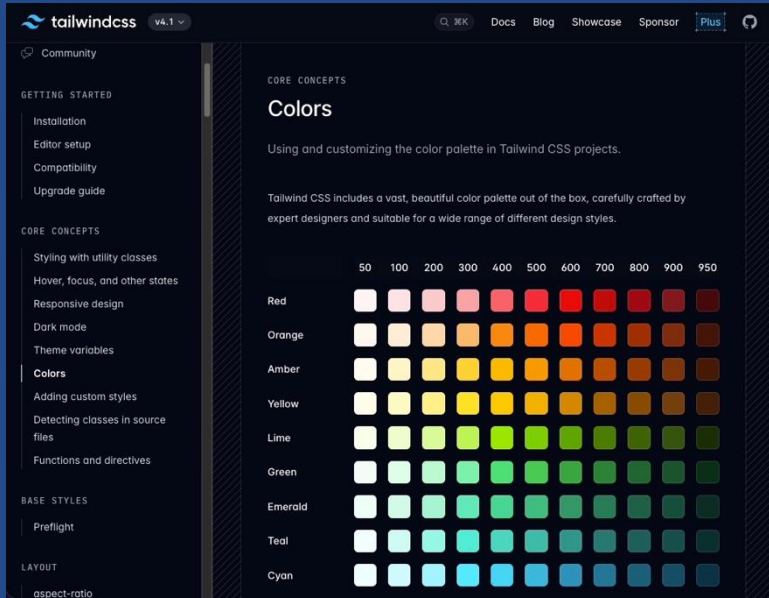 tailwindcss v4.1 ⌘K Docs Blog Showcase Sponsor Plus
Community
GETTING STARTED
Installation
Editor setup
Compatibility
Upgrade guide
CORE CONCEPTS
Styling with utility classes
Hover, focus, and other states
Responsive design
Dark mode
Theme variables
Colors
Adding custom styles
Detecting classes in source
files
Functions and directives
BASE STYLES
Preflight
LAYOUT
aspect-ratio
CORE CONCEPTS
Colors
Using and customizing the color palette in Tailwind CSS projects.
Tailwind CSS includes a vast, beautiful color palette out of the box, carefully crafted by
expert designers and suitable for a wide range of different design styles.
50 100 200 300 400 500 600 700 800 900 950
Red
Orange
Amber
Yellow
Lime
Green
Emerald
Teal
Cyan